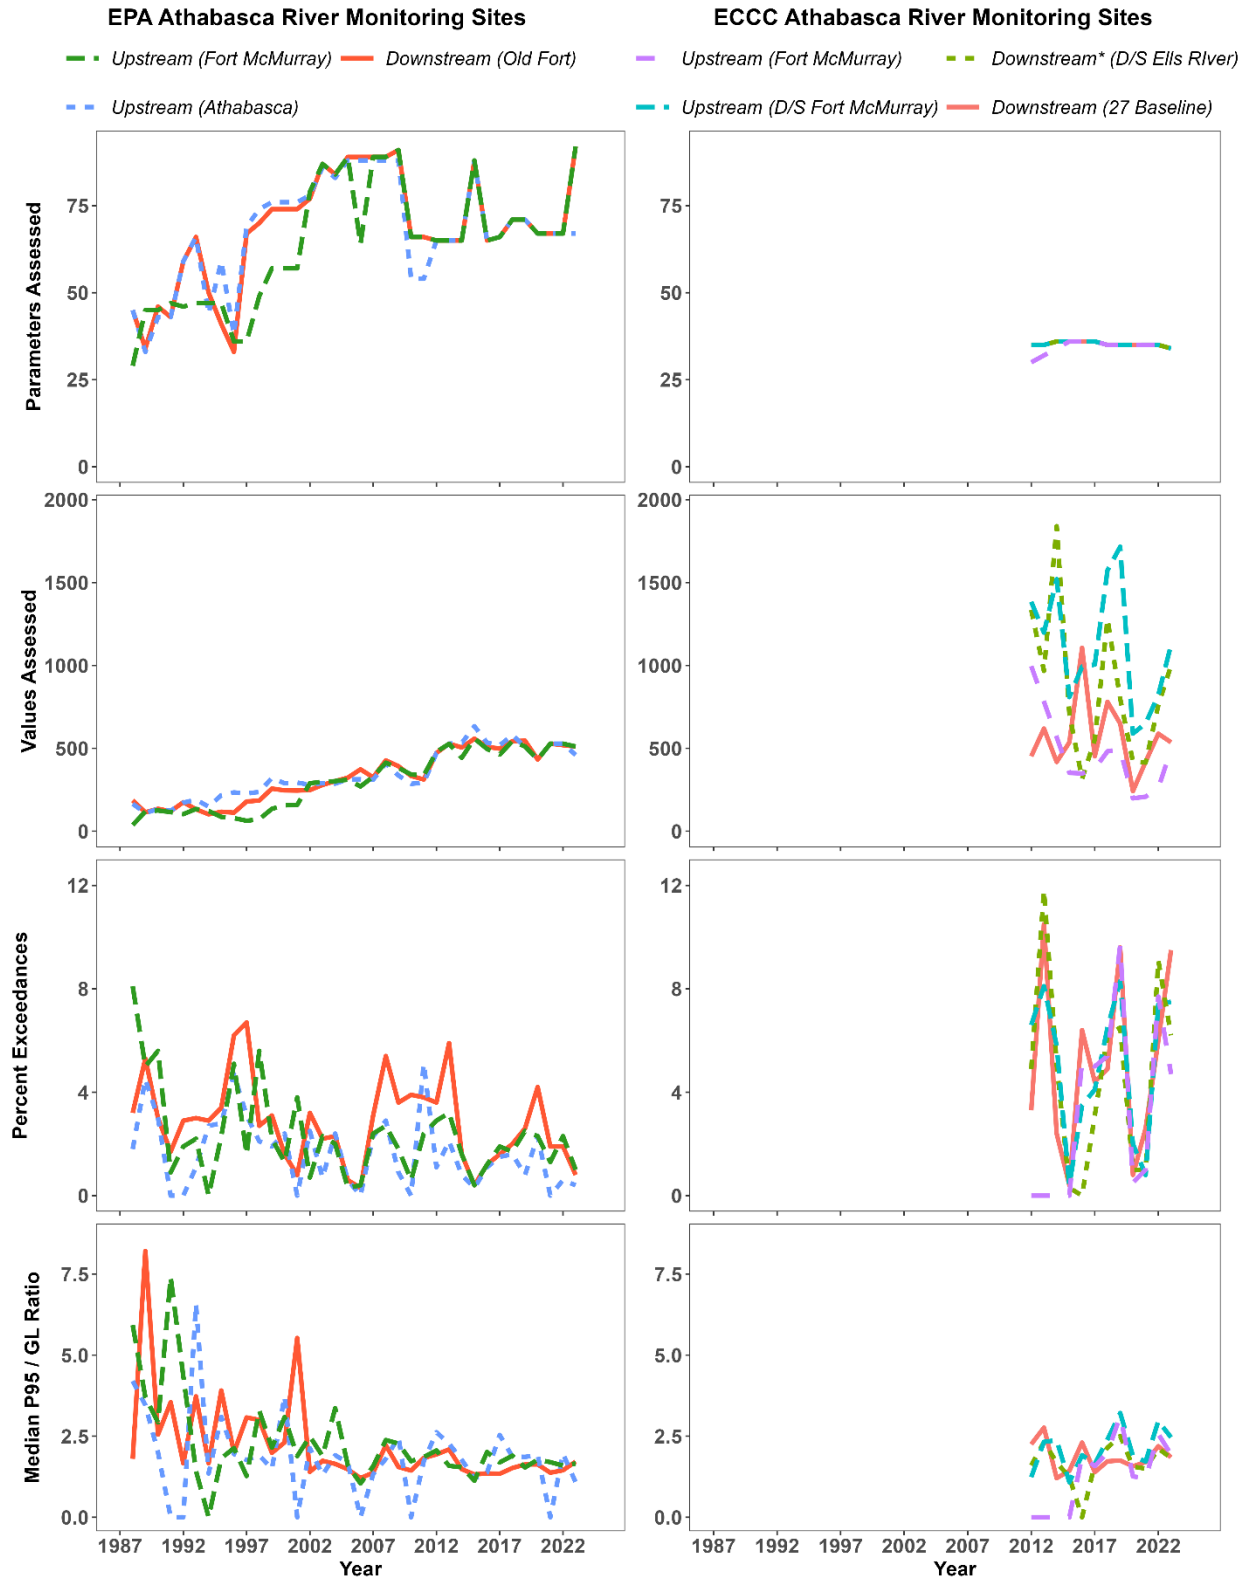 EPA Athabasca River Monitoring Sites
Upstream (Fort McMurray) Downstream (Old Fort)
Upstream (Athabasca)
ECCC Athabasca River Monitoring Sites
Upstream (Fort McMurray) Downstream* (D/S Ells RIver)
Upstream (D/S Fort McMurray) Downstream (27 Baseline)
Parameters Assessed
75
50
25
0
75
50
25
0
Values Assessed
2000
1500
1000
500
0
2000
1500
1000
500
0
Percent Exceedances
12
8
4
0
12
8
4
0
Median P95 / GL Ratio
7.5
5.0
2.5
0.0
7.5
5.0
2.5
0.0
1987 1992 1997 2002 2007 2012 2017 2022
Year
1987 1992 1997 2002 2007 2012 2017 2022
Year